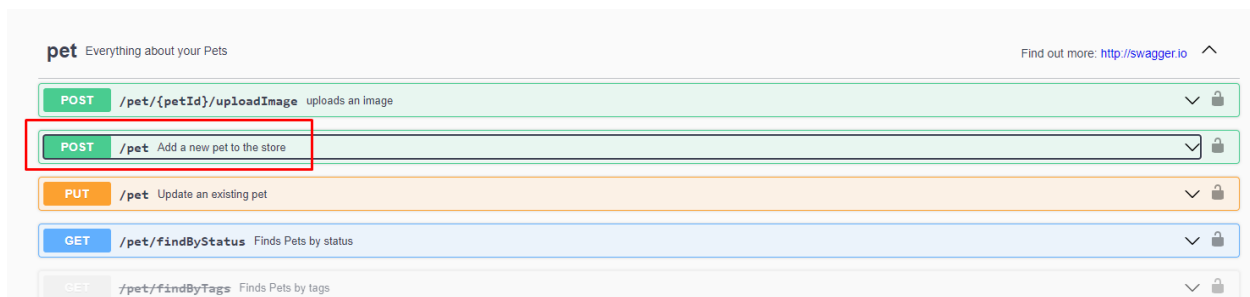 pet Everything about your Pets Find out more: http://swagger.io
POST /pet/{petId}/uploadImage uploads an image
POST /pet Add a new pet to the store
PUT /pet Update an existing pet
GET /pet/findByStatus Finds Pets by status
GET /pet/findByTags Finds Pets by tags